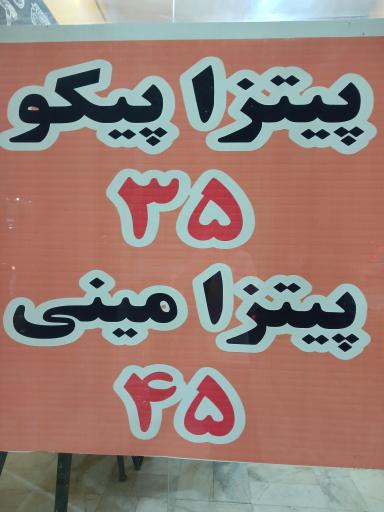 پیتزا پیکو
۳۵
پیتزا مینی
۴۵